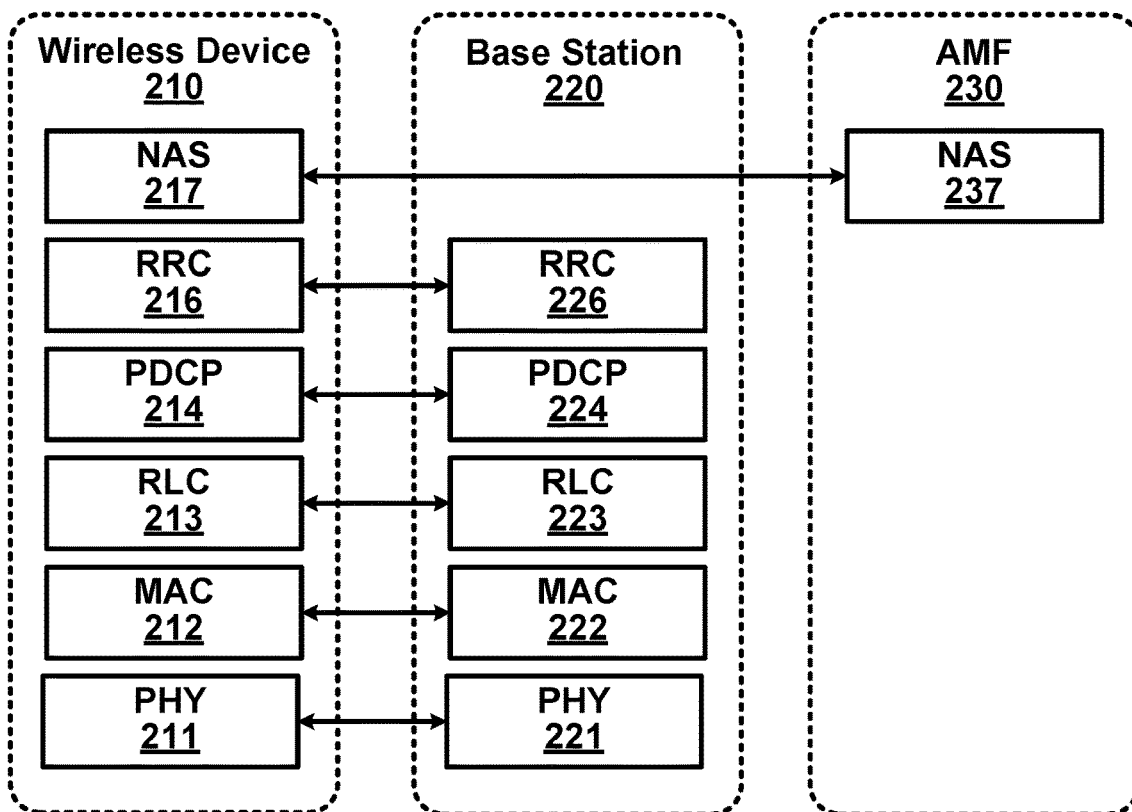 Wireless Device
210
NAS
217
RRC
216
PDCP
214
RLC
213
MAC
212
PHY
211
Base Station
220
RRC
226
PDCP
224
RLC
223
MAC
222
PHY
221
AMF
230
NAS
237